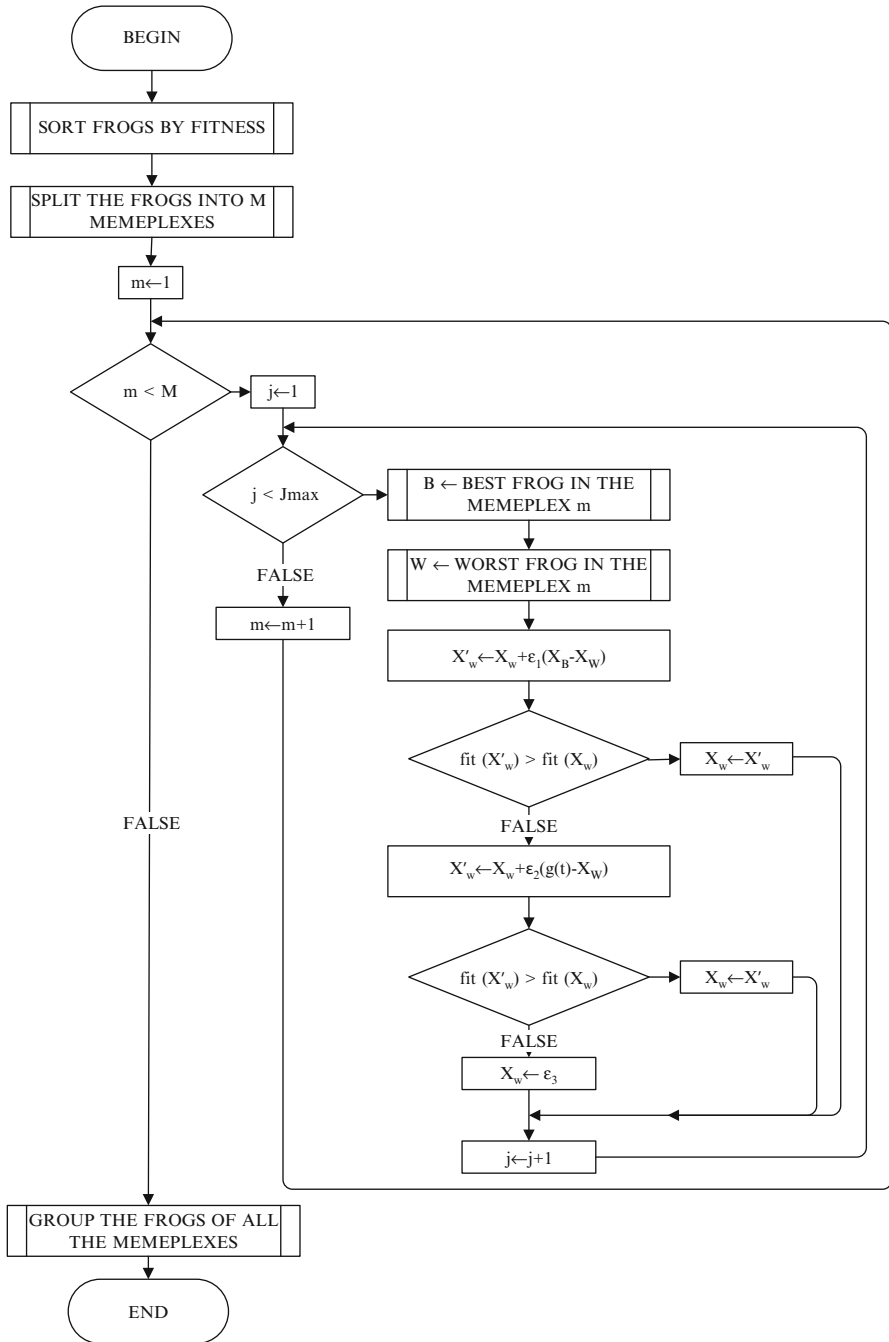 BEGIN
SORT FROGS BY FITNESS
SPLIT THE FROGS INTO M
MEMEPLEXES
m←1
m < M
j←1
j < Jmax
B ← BEST FROG IN THE
MEMEPLEX m
FALSE
W ← WORST FROG IN THE
MEMEPLEX m
m←m+1
X'w←Xw+ε1(XB-XW)
fit (X'w) > fit (Xw)
Xw←X'w
FALSE
FALSE
X'w←Xw+ε2(g(t)-XW)
fit (X'w) > fit (Xw)
Xw←X'w
FALSE
Xw← ε3
j←j+1
GROUP THE FROGS OF ALL
THE MEMEPLEXES
END